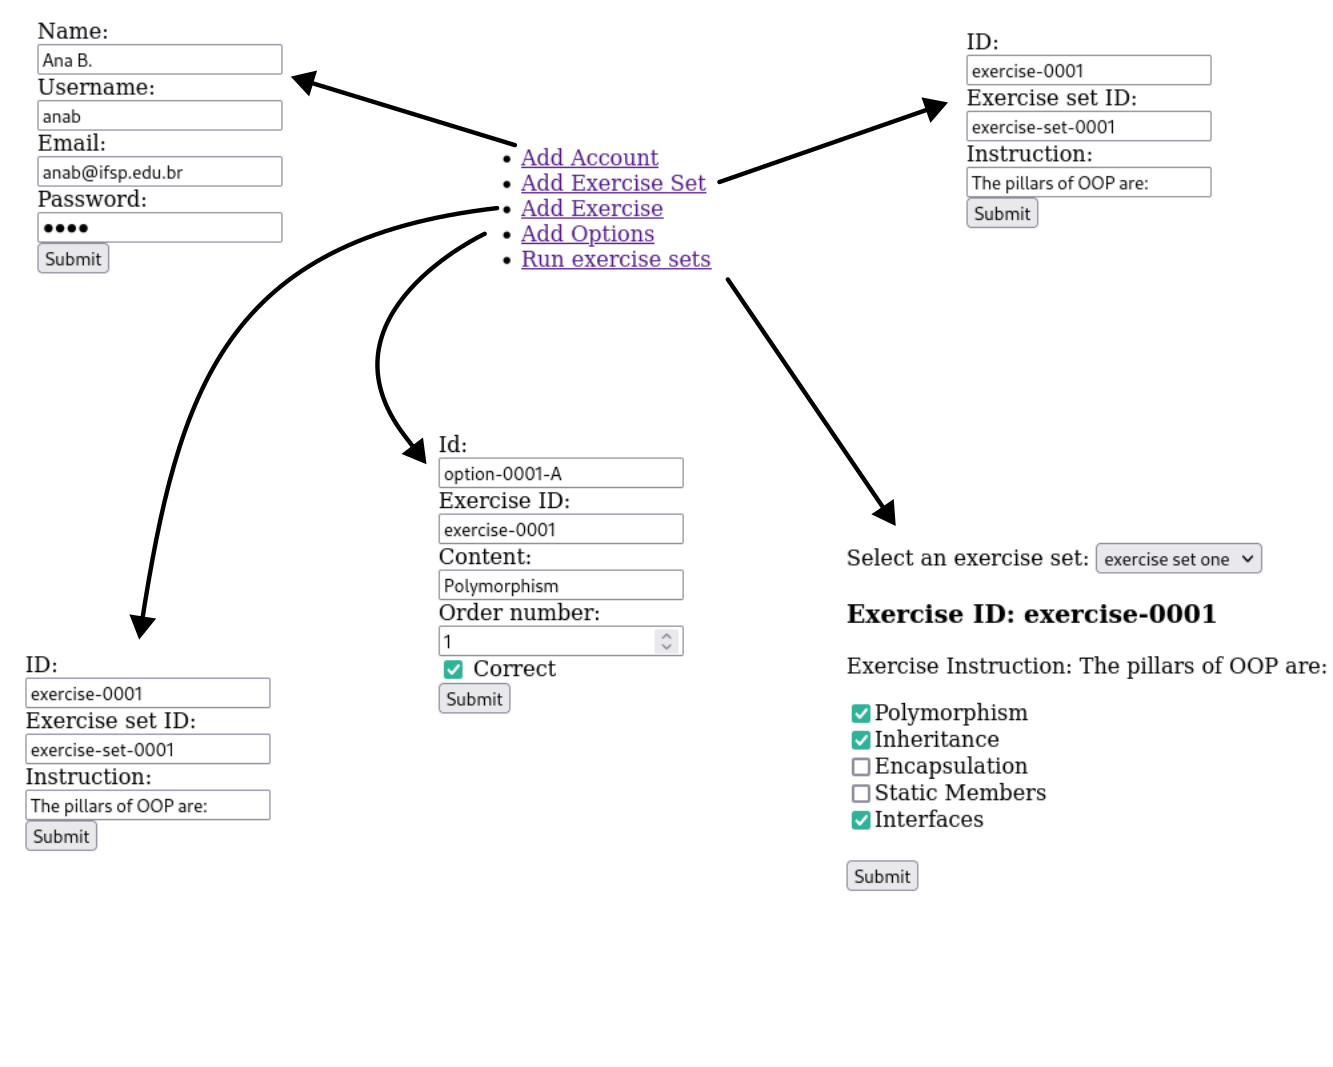 Name:
Ana B.
Username:
anab
Email:
anab@ifsp.edu.br
Password:
••••
Submit
• Add Account
• Add Exercise Set
• Add Exercise
• Add Options
• Run exercise sets
ID:
exercise-0001
Exercise set ID:
exercise-set-0001
Instruction:
The pillars of OOP are:
Submit
ID:
exercise-0001
Exercise set ID:
exercise-set-0001
Instruction:
The pillars of OOP are:
Submit
Id:
option-0001-A
Exercise ID:
exercise-0001
Content:
Polymorphism
Order number:
1
Correct
Submit
Select an exercise set: exercise set one
Exercise ID: exercise-0001
Exercise Instruction: The pillars of OOP are:
Polymorphism
Inheritance
Encapsulation
Static Members
Interfaces
Submit